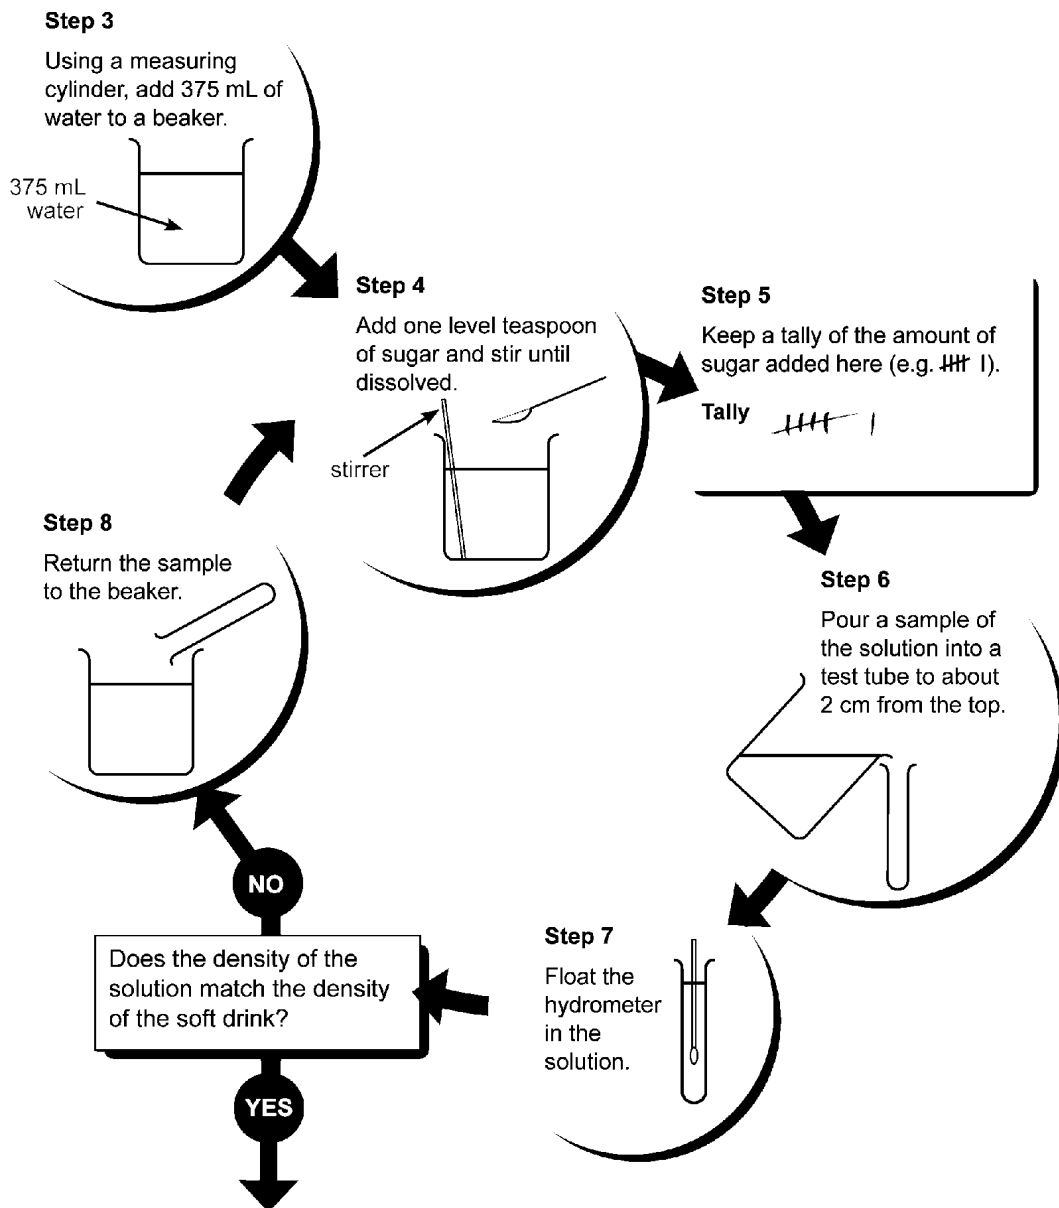 Step 3
Using a measuring
cylinder, add 375 mL of
water to a beaker.
375 mL
water
Step 4
Add one level teaspoon
of sugar and stir until
dissolved.
stirrer
Step 5
Keep a tally of the amount of
sugar added here (e.g. 𝍸 I).
Tally 𝍸 |
Step 6
Pour a sample of
the solution into a
test tube to about
2 cm from the top.
Step 7
Float the
hydrometer
in the
solution.
Does the density of the
solution match the density
of the soft drink?
NO
YES
Step 8
Return the sample
to the beaker.